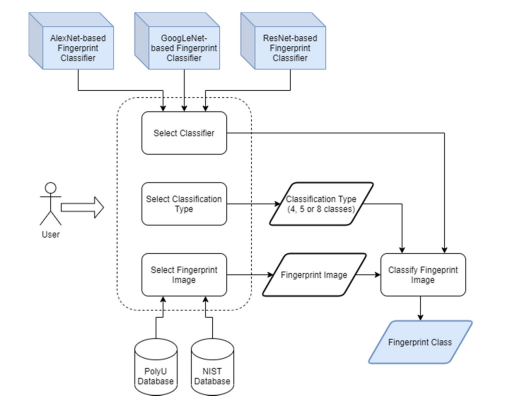 AlexNet-based
Fingerprint
Classifier
GoogLeNet-
based Fingerprint
Classifier
ResNet-based
Fingerprint
Classifier
Select Classifier
Select Classification
Type
Classification Type
(4, 5 or 8 classes)
User
Select Fingerprint
Image
Fingerprint Image
Classify Fingeprint
Image
PolyU
Database
NIST
Database
Fingerprint Class